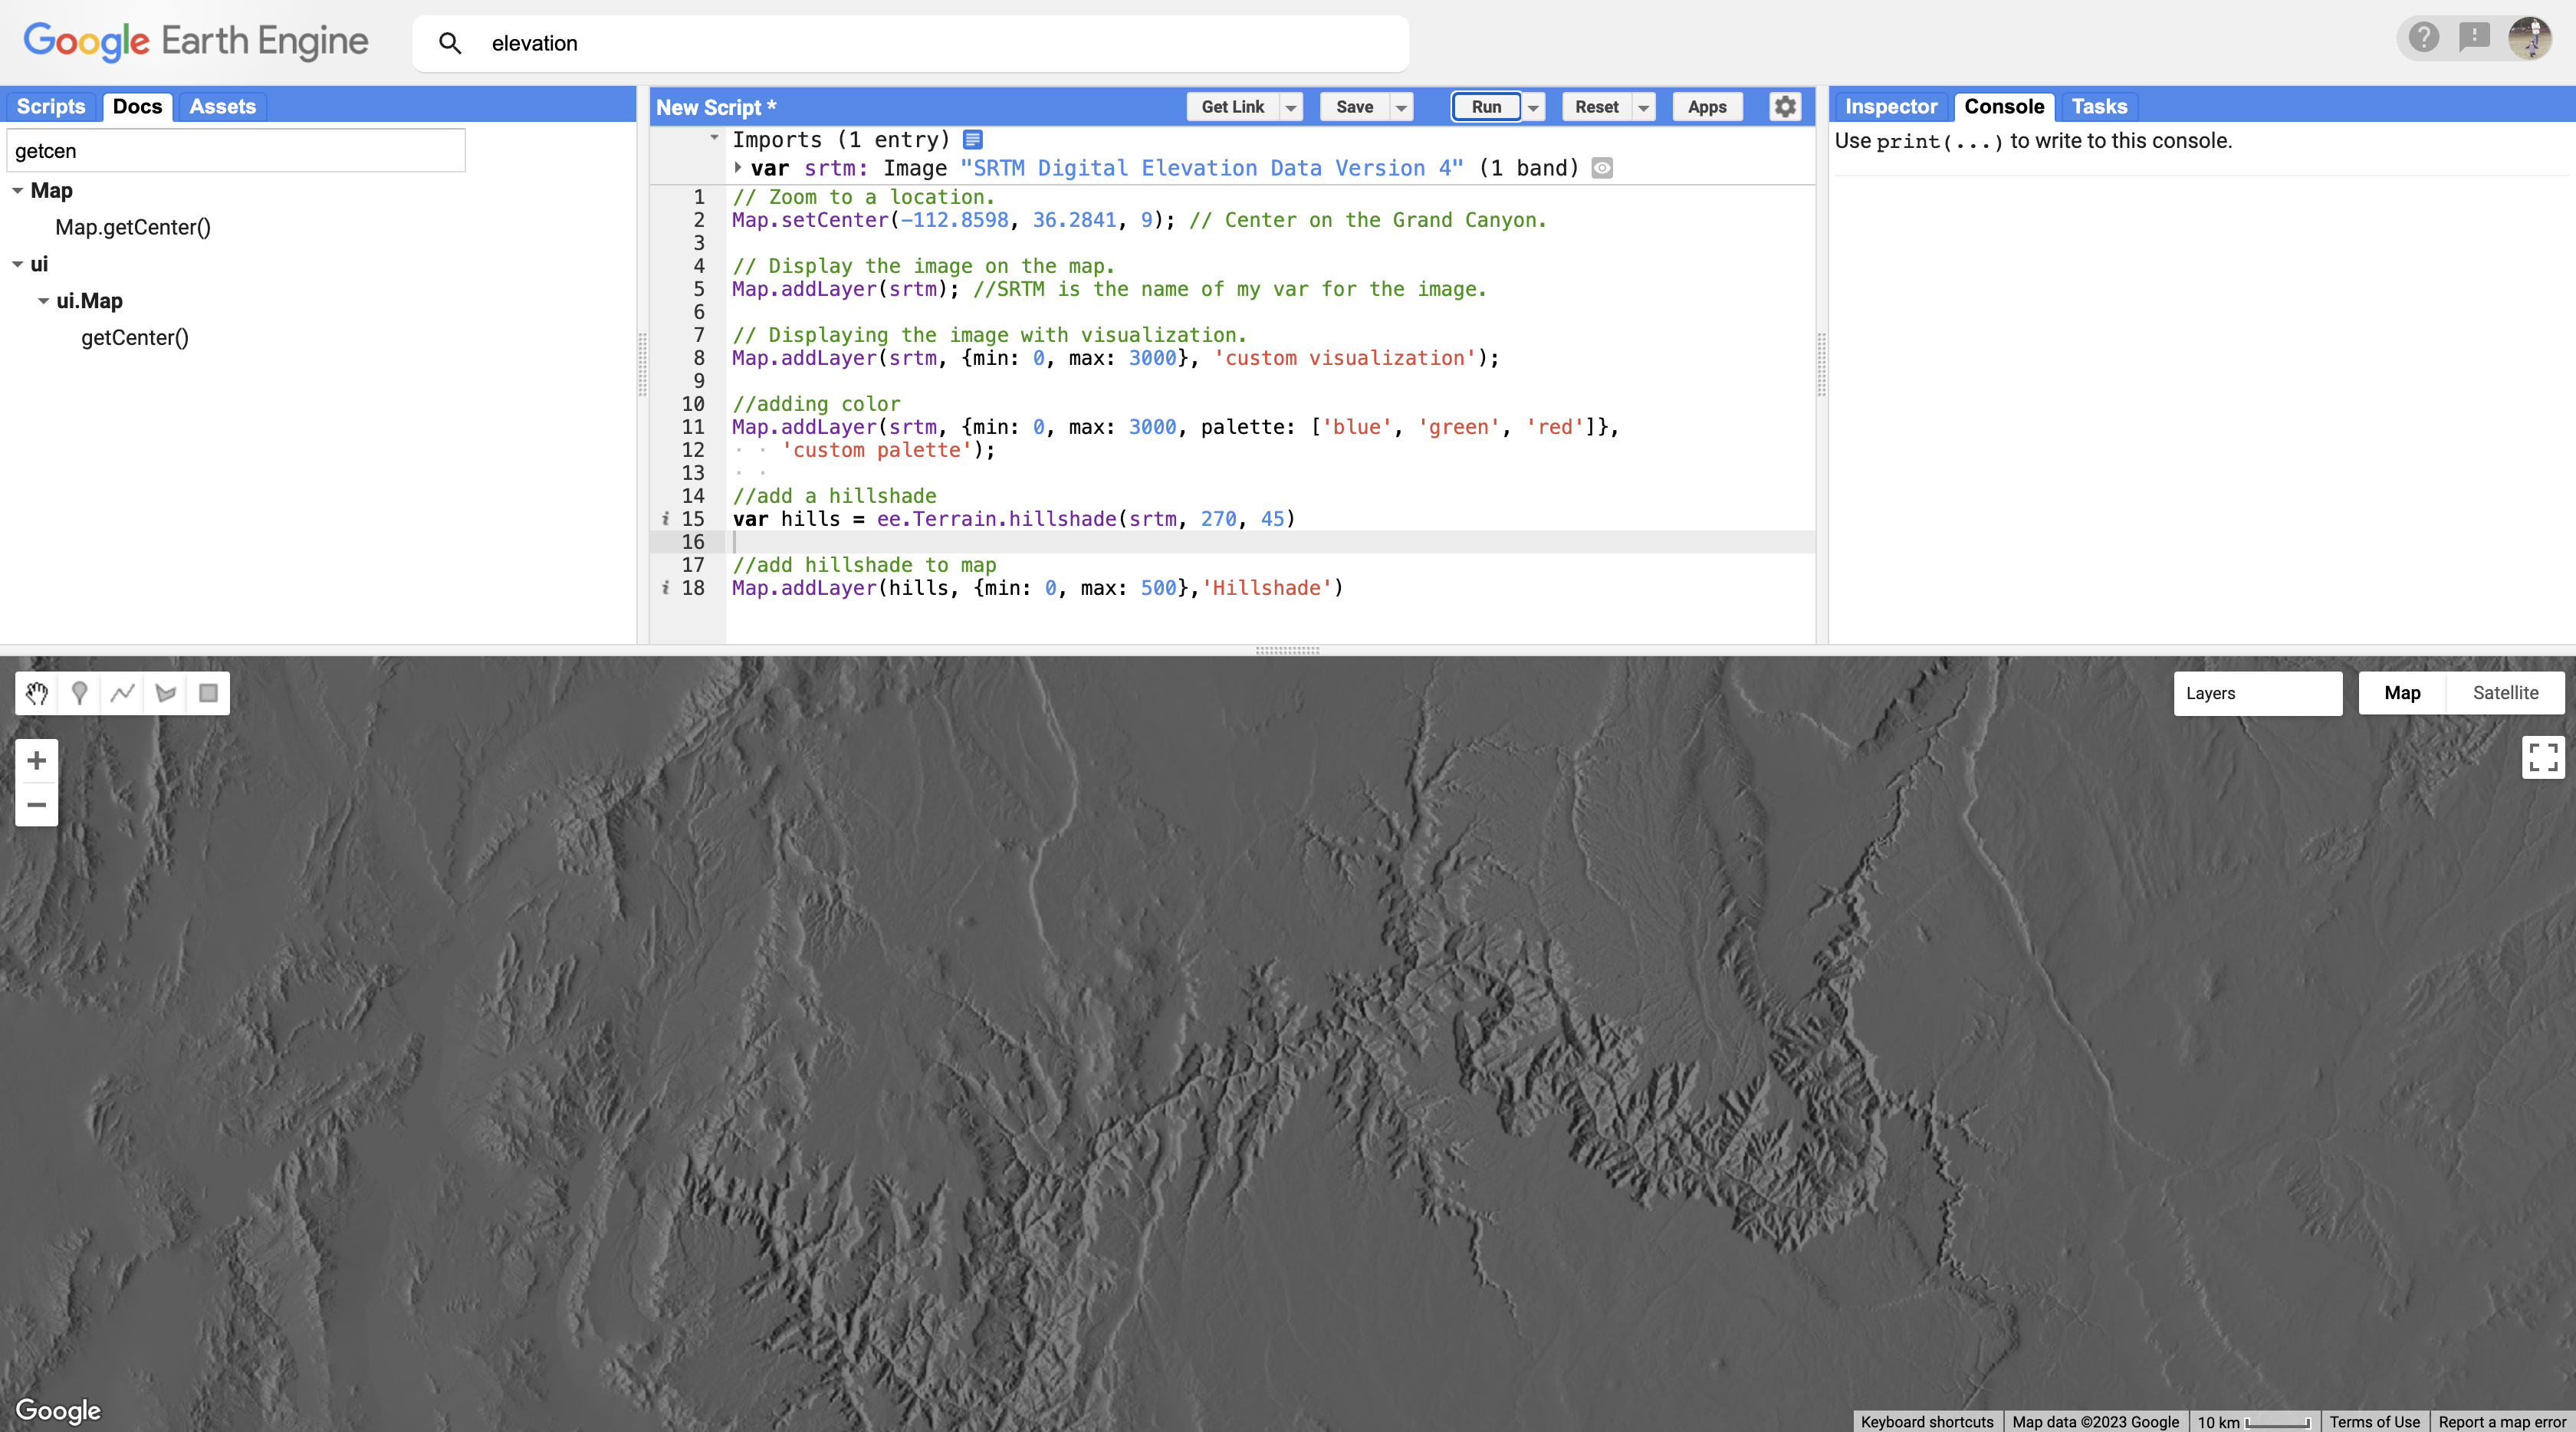 Google Earth Engine
elevation
Scripts Docs Assets
getcen
Map
Map.getCenter()
ui
ui.Map
getCenter()
New Script *
Get Link Save Run Reset Apps
Imports (1 entry)
var srtm: Image "SRTM Digital Elevation Data Version 4" (1 band)
1 // Zoom to a location.
2 Map.setCenter(-112.8598, 36.2841, 9); // Center on the Grand Canyon.
3
4 // Display the image on the map.
5 Map.addLayer(srtm); //SRTM is the name of my var for the image.
6
7 // Displaying the image with visualization.
8 Map.addLayer(srtm, {min: 0, max: 3000}, 'custom visualization');
9
10 //adding color
11 Map.addLayer(srtm, {min: 0, max: 3000, palette: ['blue', 'green', 'red']},
12 'custom palette');
13
14 //add a hillshade
i 15 var hills = ee.Terrain.hillshade(srtm, 270, 45)
16
17 //add hillshade to map
i 18 Map.addLayer(hills, {min: 0, max: 500},'Hillshade')
Inspector Console Tasks
Use print(...) to write to this console.
Layers
Map Satellite
Google
Keyboard shortcuts Map data ©2023 Google 10 km Terms of Use Report a map error